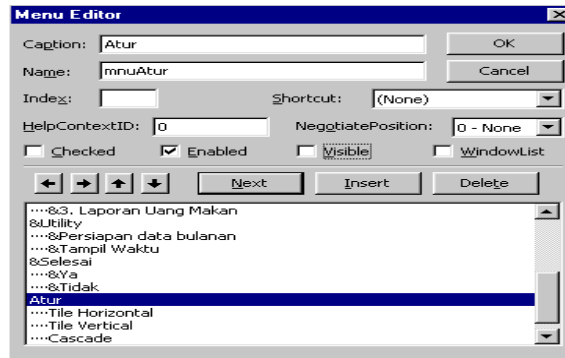 Menu Editor
Caption: Atur OK
Name: mnuAtur Cancel
Index: Shortcut: (None)
HelpContextID: 0 NegotiatePosition: 0 - None
Checked Enabled Visible WindowList
Next Insert Delete
····&3. Laporan Uang Makan
&Utility
····&Persiapan data bulanan
····&Tampil Waktu
&Selesai
····&Ya
····&Tidak
Atur
····Tile Horizontal
····Tile Vertical
····Cascade